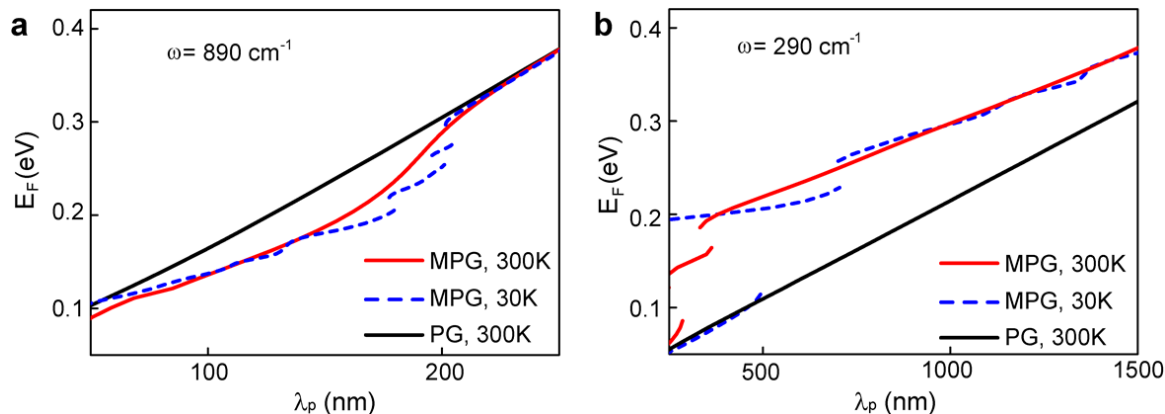 a
ω= 890 cm⁻¹
0.4
0.3
0.2
0.1
E_F (eV)
MPG, 300K
MPG, 30K
PG, 300K
100
200
λ_p (nm)
b
ω= 290 cm⁻¹
0.4
0.3
0.2
0.1
E_F (eV)
MPG, 300K
MPG, 30K
PG, 300K
500
1000
1500
λ_p (nm)